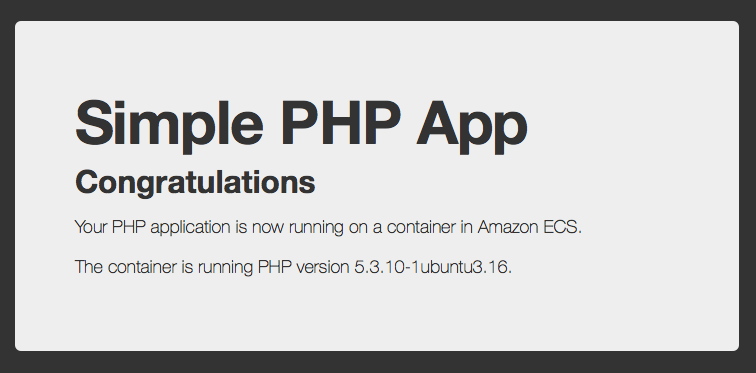 Simple PHP App
Congratulations
Your PHP application is now running on a container in Amazon ECS.
The container is running PHP version 5.3.10-1ubuntu3.16.